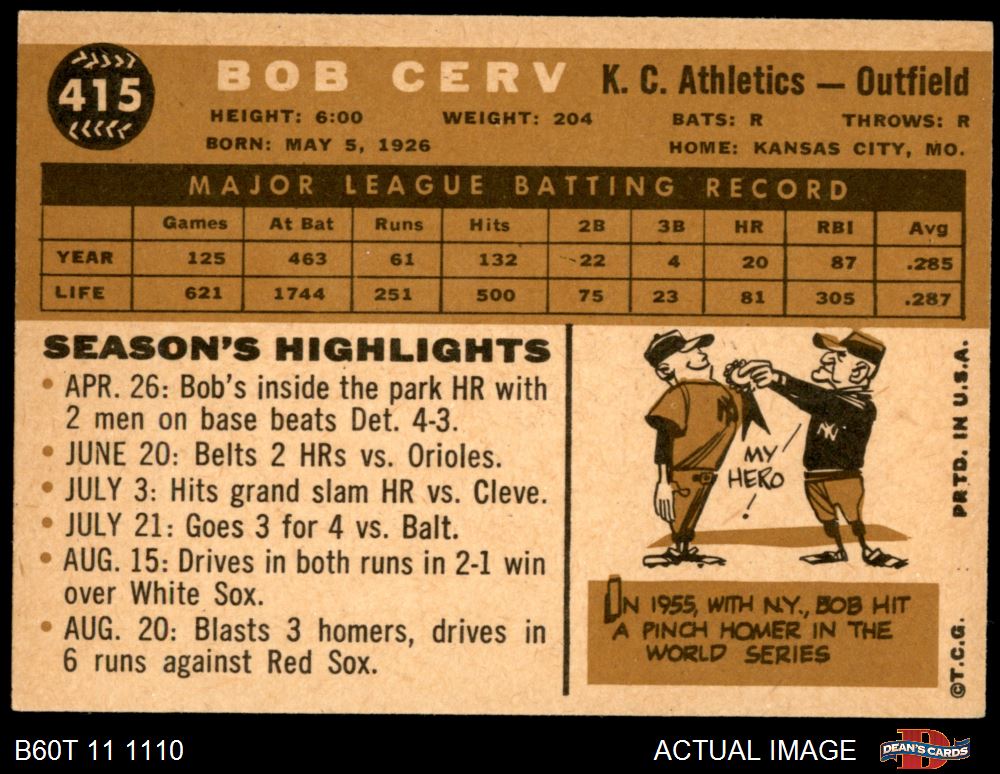 415
BOB CERV K. C. Athletics — Outfield
HEIGHT: 6:00 WEIGHT: 204 BATS: R THROWS: R
BORN: MAY 5, 1926 HOME: KANSAS CITY, MO.
MAJOR LEAGUE BATTING RECORD
Games At Bat Runs Hits 2B 3B HR RBI Avg
YEAR 125 463 61 132 22 4 20 87 .285
LIFE 621 1744 251 500 75 23 81 305 .287
SEASON'S HIGHLIGHTS
• APR. 26: Bob's inside the park HR with
2 men on base beats Det. 4-3.
• JUNE 20: Belts 2 HRs vs. Orioles.
• JULY 3: Hits grand slam HR vs. Cleve.
• JULY 21: Goes 3 for 4 vs. Balt.
• AUG. 15: Drives in both runs in 2-1 win
over White Sox.
• AUG. 20: Blasts 3 homers, drives in
6 runs against Red Sox.
NY
NY
MY
HERO
!
IN 1955, WITH N.Y., BOB HIT
A PINCH HOMER IN THE
WORLD SERIES
PRTD. IN U.S.A.
©T.C.G.
B60T 11 1110 ACTUAL IMAGE DEAN'S CARDS